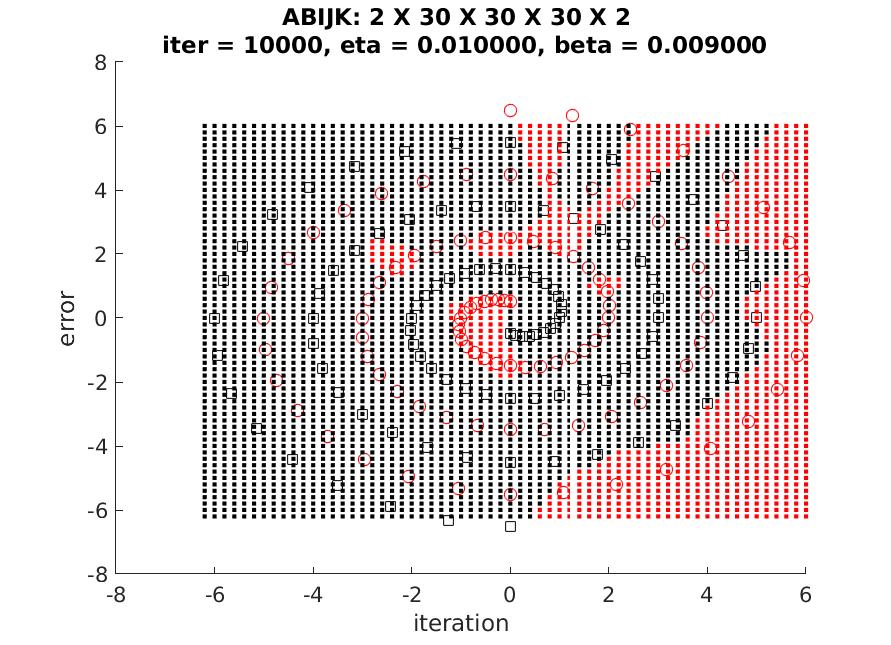 ABIJK: 2 X 30 X 30 X 30 X 2
iter = 10000, eta = 0.010000, beta = 0.009000
8
6
4
2
0
-2
-4
-6
-8
error
-8 -6 -4 -2 0 2 4 6
iteration